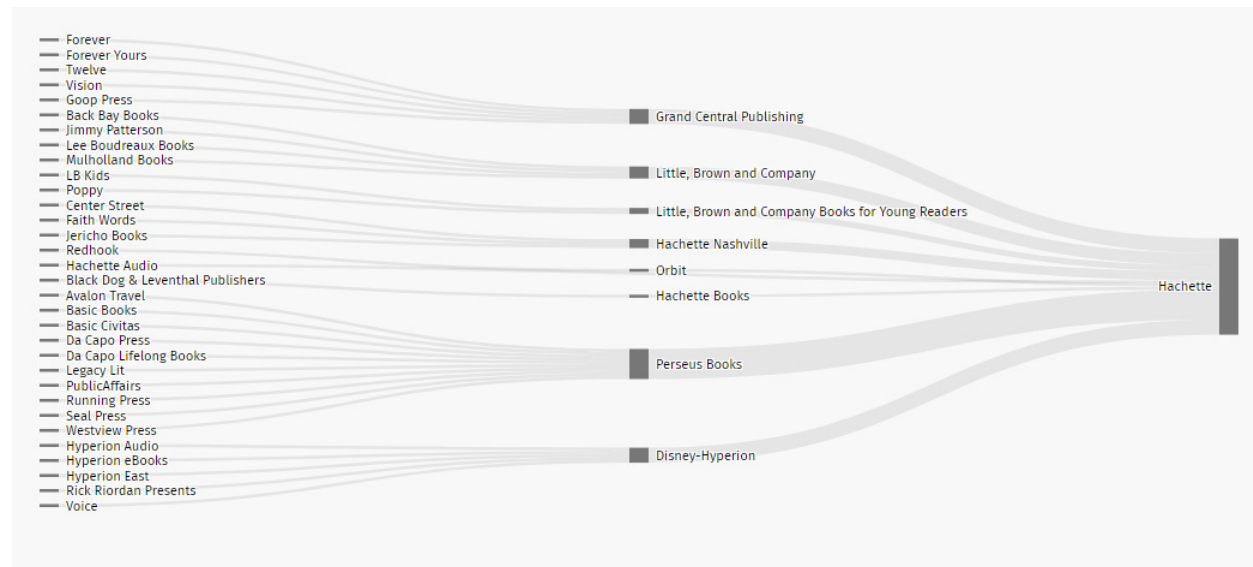 Forever
Forever Yours
Twelve
Vision
Goop Press
Back Bay Books
Jimmy Patterson
Lee Boudreaux Books
Mulholland Books
LB Kids
Poppy
Center Street
Faith Words
Jericho Books
Redhook
Hachette Audio
Black Dog & Leventhal Publishers
Avalon Travel
Basic Books
Basic Civitas
Da Capo Press
Da Capo Lifelong Books
Legacy Lit
PublicAffairs
Running Press
Seal Press
Westview Press
Hyperion Audio
Hyperion eBooks
Hyperion East
Rick Riordan Presents
Voice
Grand Central Publishing
Little, Brown and Company
Little, Brown and Company Books for Young Readers
Hachette Nashville
Orbit
Hachette Books
Perseus Books
Disney-Hyperion
Hachette